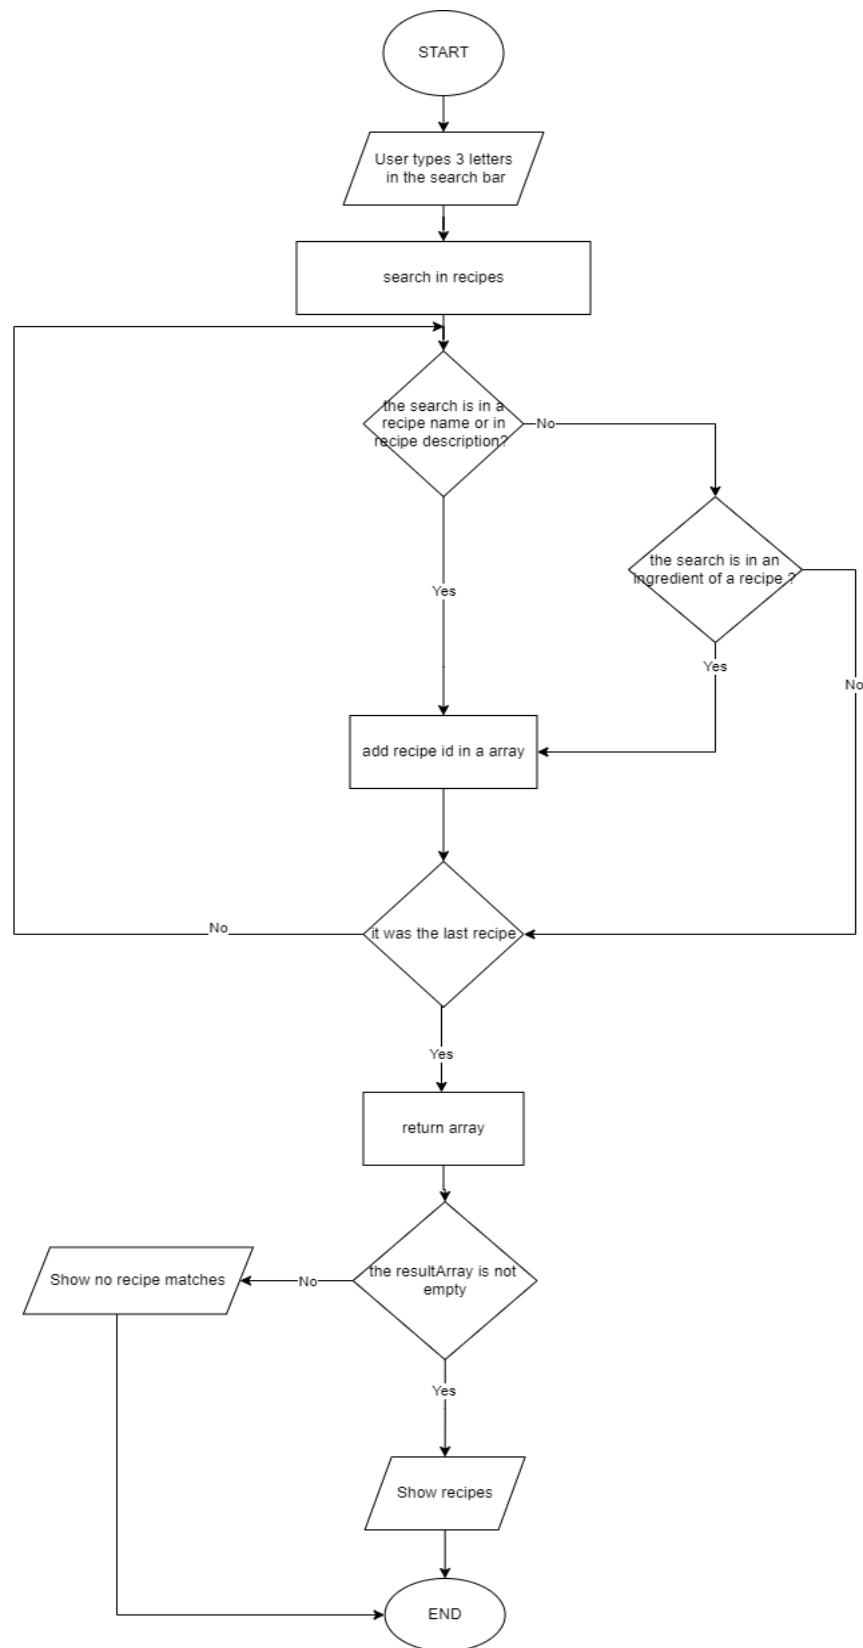 START
User types 3 letters
in the search bar
search in recipes
the search is in a
recipe name or in
recipe description?
No
the search is in an
ingredient of a recipe ?
Yes
Yes
No
add recipe id in a array
No
it was the last recipe
Yes
return array
Show no recipe matches
No
the resultArray is not
empty
Yes
Show recipes
END